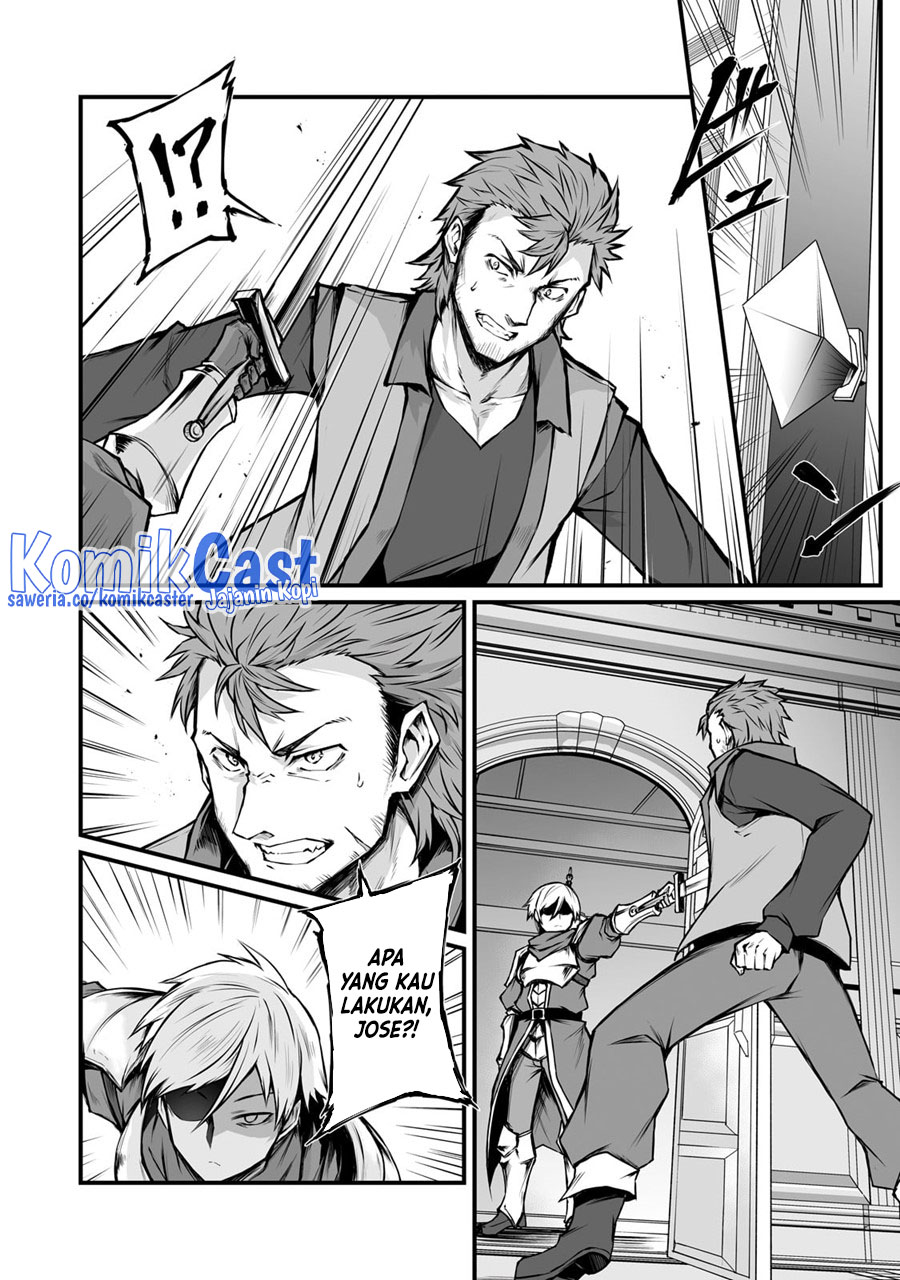 ビュ
!?
KomikCast
saweria.co/komikcaster Jajanin Kopi
APA
YANG KAU
LAKUKAN,
JOSE?!